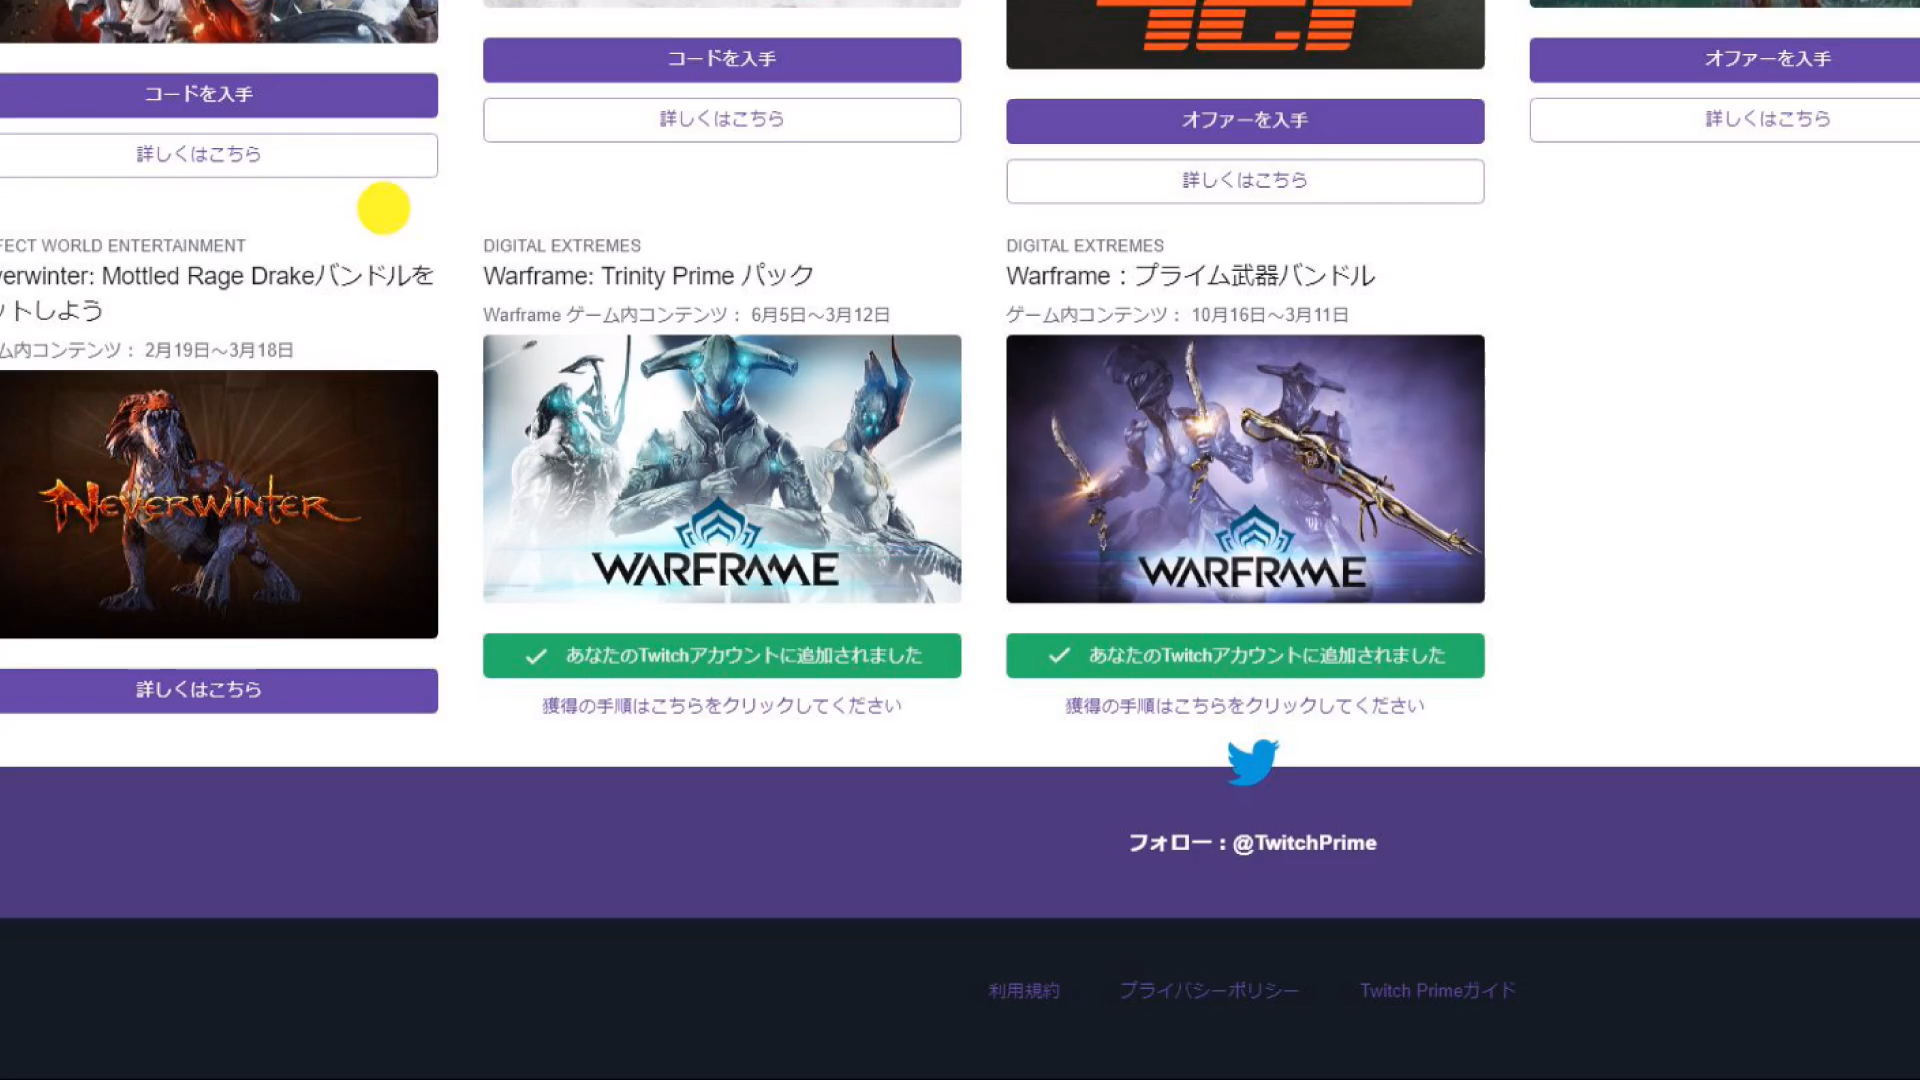 コードを入手
詳しくはこちら
コードを入手
詳しくはこちら
オファーを入手
詳しくはこちら
オファーを入手
詳しくはこちら
FECT WORLD ENTERTAINMENT
verwinter: Mottled Rage Drakeバンドルを
ットしよう
ム内コンテンツ： 2月19日～3月18日
NEVERWINTER
詳しくはこちら
DIGITAL EXTREMES
Warframe: Trinity Prime パック
Warframe ゲーム内コンテンツ： 6月5日～3月12日
WARFRAME
あなたのTwitchアカウントに追加されました
獲得の手順はこちらをクリックしてください
DIGITAL EXTREMES
Warframe：プライム武器バンドル
ゲーム内コンテンツ： 10月16日～3月11日
WARFRAME
あなたのTwitchアカウントに追加されました
獲得の手順はこちらをクリックしてください
フォロー：@TwitchPrime
利用規約
プライバシーポリシー
Twitch Primeガイド